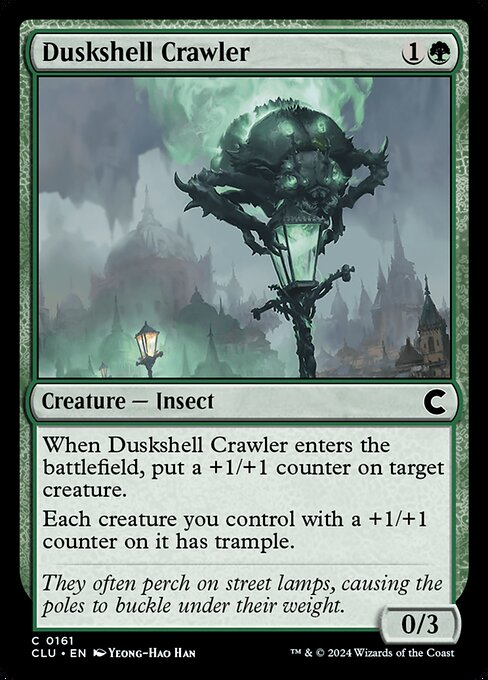 Duskshell Crawler 1
Creature — Insect
When Duskshell Crawler enters the
battlefield, put a +1/+1 counter on target
creature.
Each creature you control with a +1/+1
counter on it has trample.
They often perch on street lamps, causing the
poles to buckle under their weight.
0/3
C 0161
CLU • EN Yeong-Hao Han
™ & © 2024 Wizards of the Coast